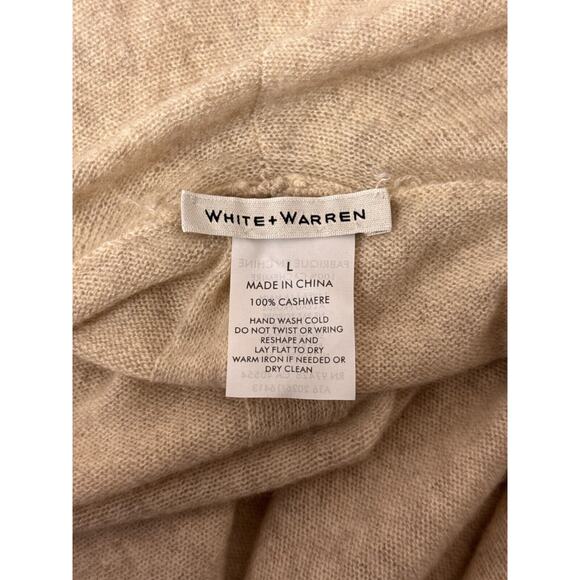 WHITE + WARREN
L
MADE IN CHINA
100% CASHMERE
HAND WASH COLD
DO NOT TWIST OR WRING
RESHAPE AND
LAY FLAT TO DRY
WARM IRON IF NEEDED OR
DRY CLEAN